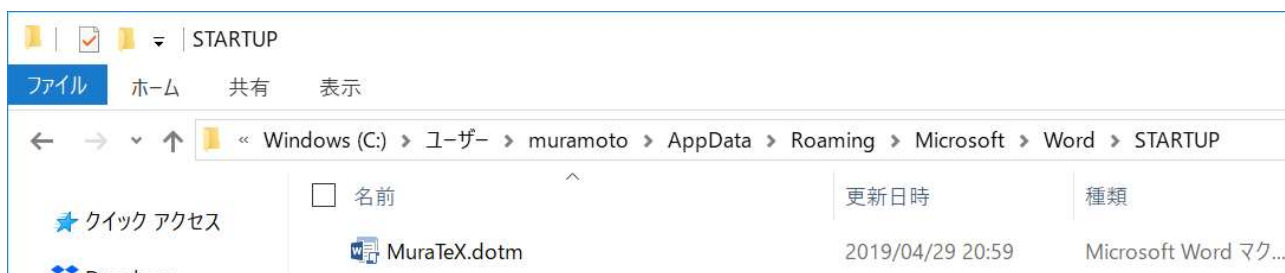 STARTUP
ファイル ホーム 共有 表示
« Windows (C:) > ユーザー > muramoto > AppData > Roaming > Microsoft > Word > STARTUP
名前 更新日時 種類
クイック アクセス
MuraTeX.dotm 2019/04/29 20:59 Microsoft Word マク...